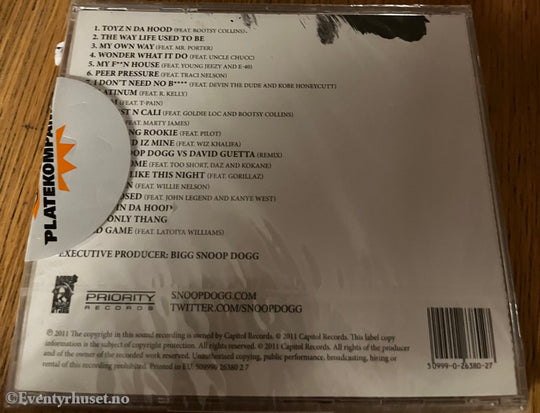 1. TOYZ N DA HOOD (FEAT. BOOTSY COLLINS)
2. THE WAY LIFE USED TO BE
3. MY OWN WAY (FEAT. MR. PORTER)
4. WONDER WHAT IT DO (FEAT. UNCLE CHUCC)
5. MY F**N HOUSE (FEAT. YOUNG JEEZY AND E-40)
6. PEER PRESSURE (FEAT. TRACI NELSON)
7. I DON'T NEED NO B**** (FEAT. DEVIN THE DUDE AND KOBE HONEYCUTT)
LATINUM (FEAT. R. KELLY)
M (FEAT. T-PAIN)
ST N CALI (FEAT. GOLDIE LOC AND BOOTSY COLLINS)
(FEAT. MARTY JAMES)
NG ROOKIE (FEAT. PILOT)
D IZ MINE (FEAT. WIZ KHALIFA)
OOP DOGG VS DAVID GUETTA (REMIX)
OME (FEAT. TOO SHORT, DAZ AND KOKANE)
LIKE THIS NIGHT (FEAT. GORILLAZ)
N (FEAT. WILLIE NELSON)
OSED (FEAT. JOHN LEGEND AND KANYE WEST)
IN DA HOOD
ONLY THANG
D GAME (FEAT. LATOIYA WILLIAMS)
PLATEKOMPAN
EXECUTIVE PRODUCER: BIGG SNOOP DOGG
PRIORITY
RECORDS
SNOOPDOGG.COM
TWITTER.COM/SNOOPDOGG
℗ 2011 The copyright in this sound recording is owned by Capitol Records. © 2011 Capitol Records. This label copy
information is the subject of copyright protection. All rights reserved. © 2011 Capitol Records. All rights of the producer
and of the owner of the recorded work reserved. Unauthorised copying, public performance, broadcasting, hiring or
rental of this recording prohibited. Printed in EU. 509990 26380 2 7
50999-0-26380-27
© Eventyrhuset.no